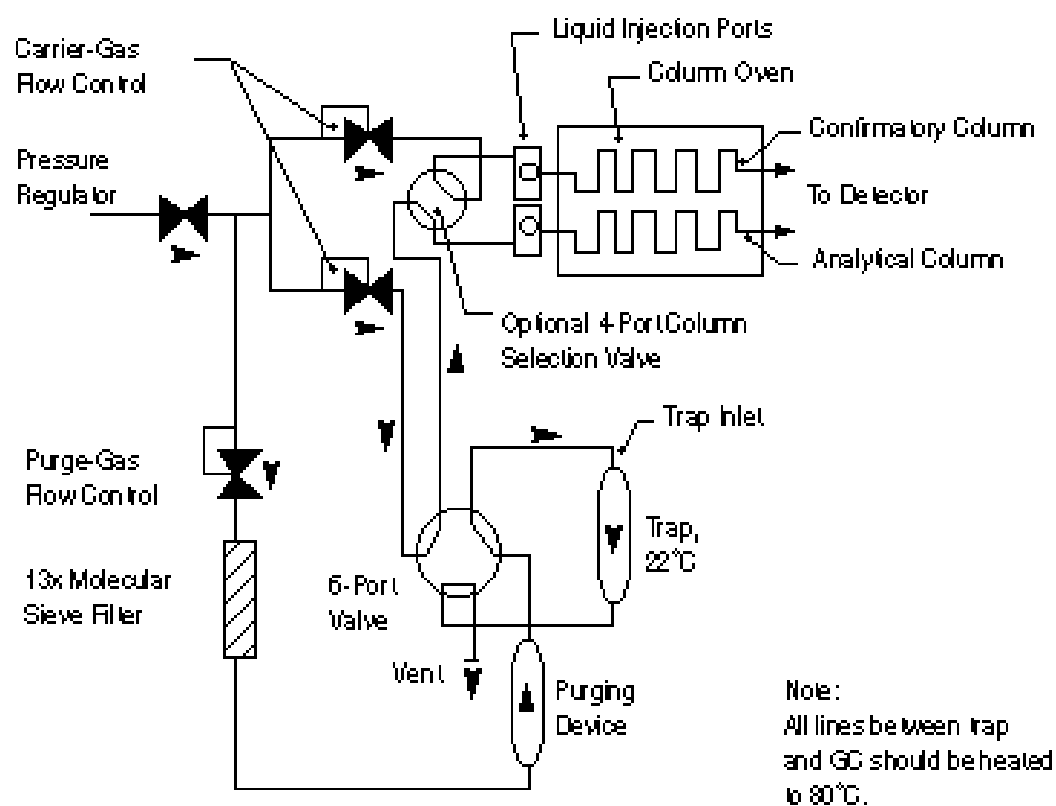 Liquid Injection Ports
Carrier-Gas
Flow Control
Column Oven
Confirmatory Column
Pressure
Regulator
To Detector
Analytical Column
Optional 4-Port Column
Selection Valve
Trap Inlet
Purge-Gas
Flow Control
Trap,
22°C
13x Molecular
Sieve Filter
6-Port
Valve
Vent
Purging
Device
Note:
All lines between trap
and GC should be heated
to 80°C.